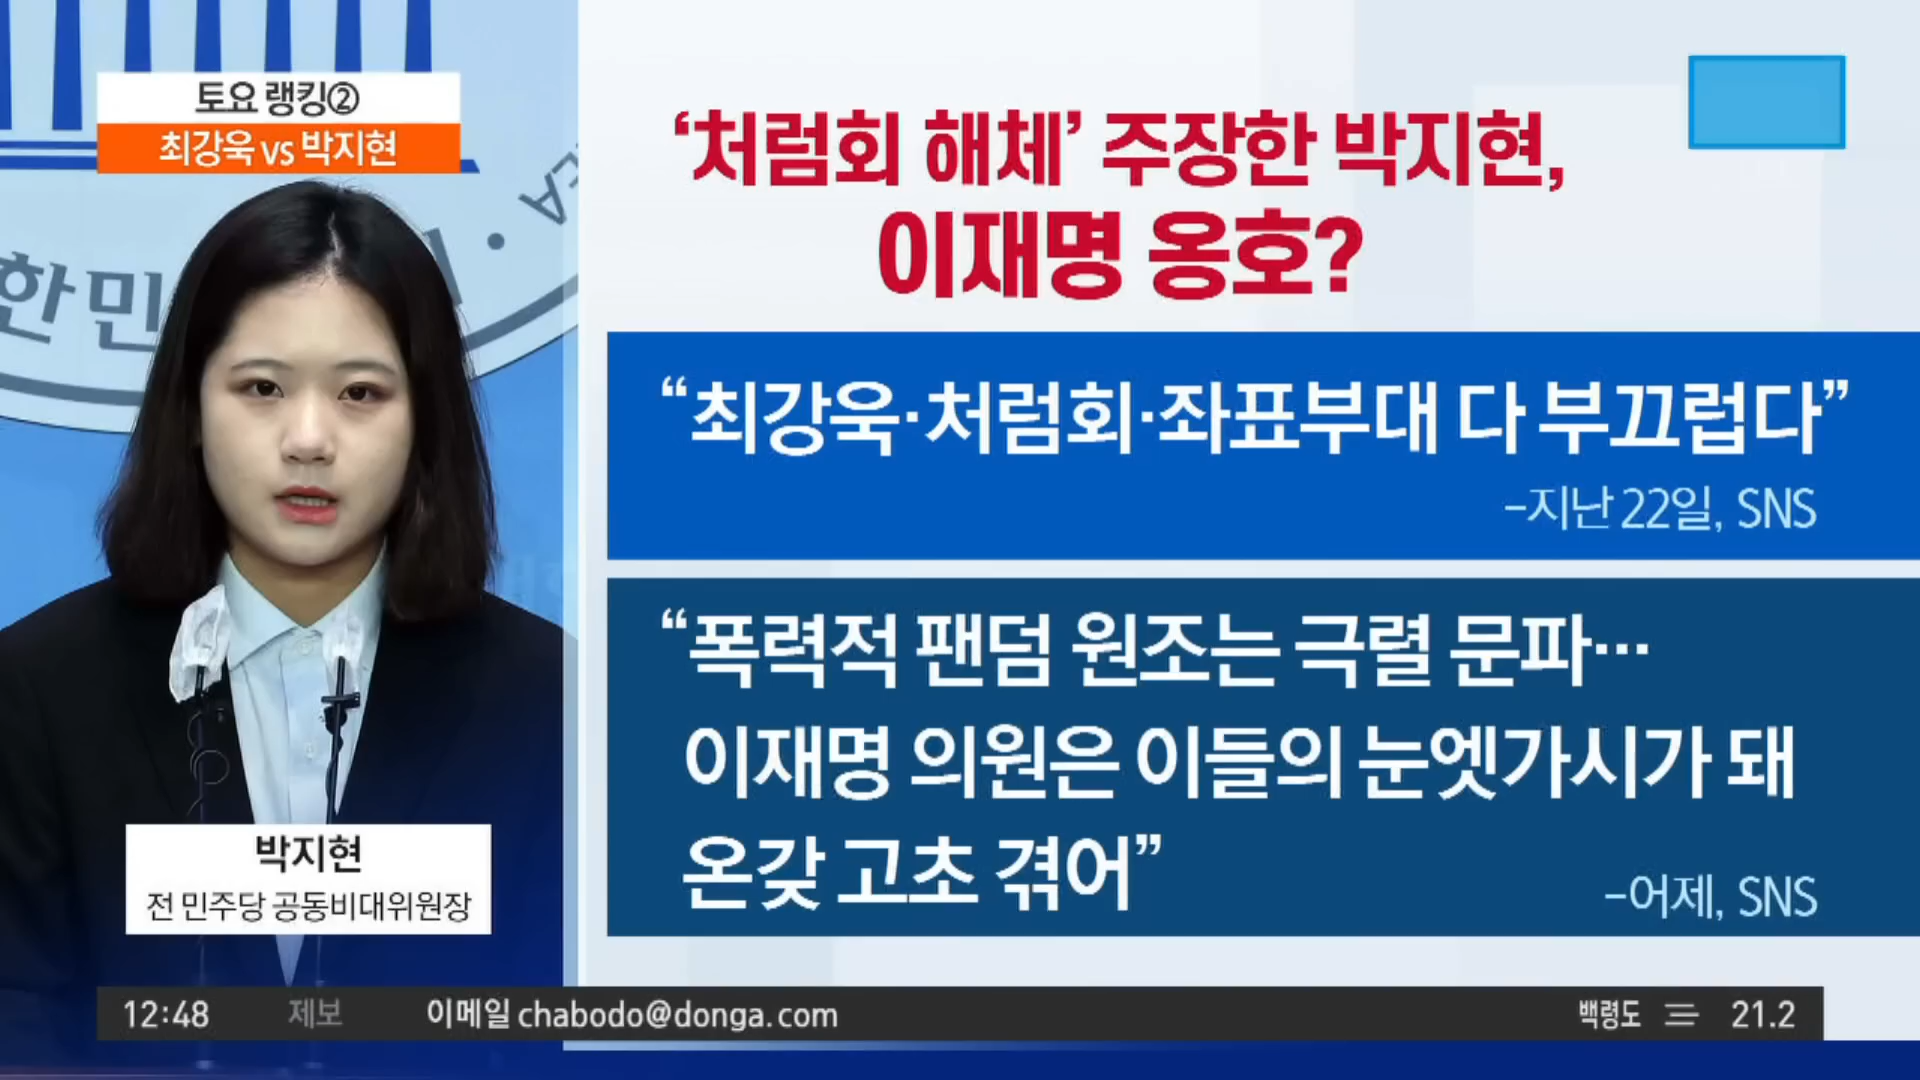 토요 랭킹②
최강욱 vs 박지현
‘처럼회 해체’ 주장한 박지현,
이재명 옹호?
“최강욱·처럼회·좌표부대 다 부끄럽다”
-지난 22일, SNS
“폭력적 팬덤 원조는 극렬 문파…
이재명 의원은 이들의 눈엣가시가 돼
온갖 고초 겪어”
-어제, SNS
한민
박지현
전 민주당 공동비대위원장
12:48 제보 이메일 chabodo@donga.com 백령도 21.2